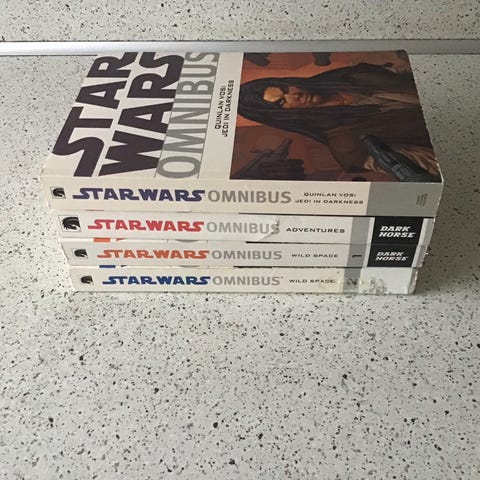 STAR
WARS
OMNIBUS
QUINLAN VOS:
JEDI IN DARKNESS
STAR WARS OMNIBUS
QUINLAN VOS:
JEDI IN DARKNESS
STAR WARS OMNIBUS
ADVENTURES
DARK
HORSE
STAR WARS OMNIBUS
WILD SPACE
1
DARK
HORSE
STAR WARS OMNIBUS
WILD SPACE
2